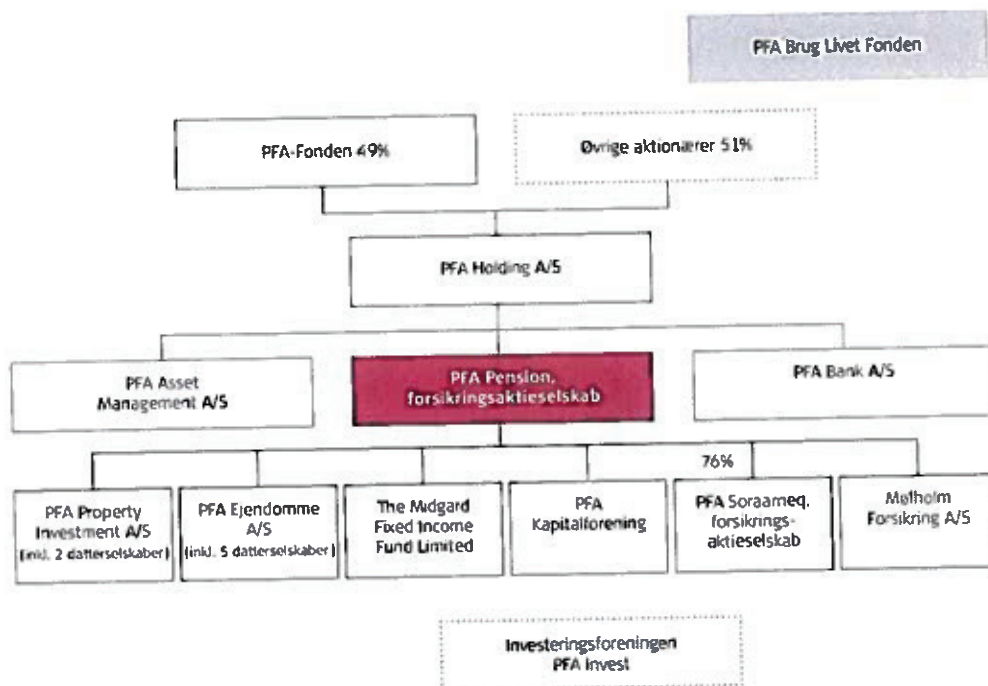 PFA Brug Livet Fonden
PFA-Fonden 49%
Øvrige aktionærer 51%
PFA Holding A/S
PFA Asset
Management A/S
PFA Pension,
forsikringsaktieselskab
PFA Bank A/S
76%
PFA Property
Investment A/S
(inkl. 2 datterselskaber)
PFA Ejendomme
A/S
(inkl. 5 datterselskaber)
The Midgard
Fixed Income
Fund Limited
PFA
Kapitalforening
PFA Soraarneq,
forsikrings-
aktieselskab
Mølholm
Forsikring A/S
Investeringsforeningen
PFA Invest